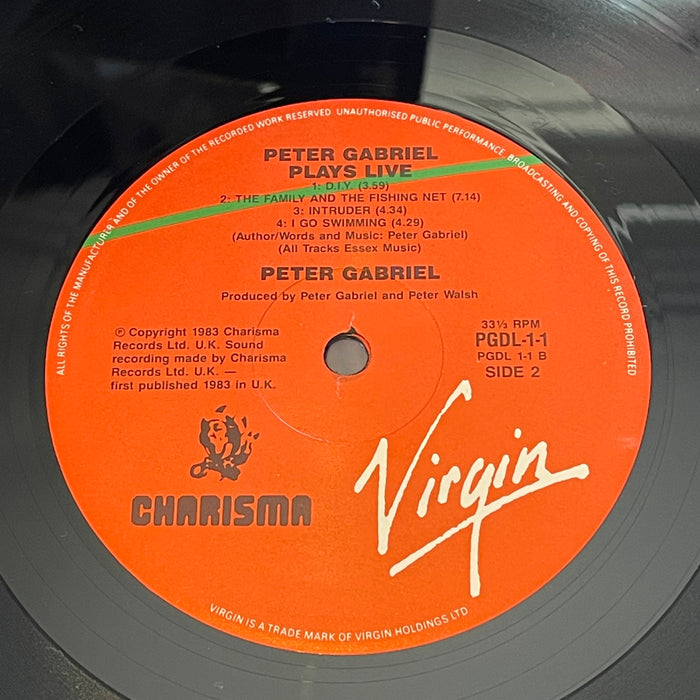 ALL RIGHTS OF THE MANUFACTURER AND OF THE OWNER OF THE RECORDED WORK RESERVED. UNAUTHORISED PUBLIC PERFORMANCE, BROADCASTING AND COPYING OF THIS RECORD PROHIBITED
PETER GABRIEL
PLAYS LIVE
1: D.I.Y. (3.59)
2: THE FAMILY AND THE FISHING NET (7.14)
3: INTRUDER (4.34)
4: I GO SWIMMING (4.29)
(Author/Words and Music: Peter Gabriel)
(All Tracks Essex Music)
PETER GABRIEL
Produced by Peter Gabriel and Peter Walsh
℗ Copyright 1983 Charisma
Records Ltd. U.K. Sound
recording made by Charisma
Records Ltd. U.K. —
first published 1983 in U.K.
33⅓ RPM
PGDL-1-1
PGDL 1-1 B
SIDE 2
CHARISMA
Virgin
VIRGIN IS A TRADE MARK OF VIRGIN HOLDINGS LTD